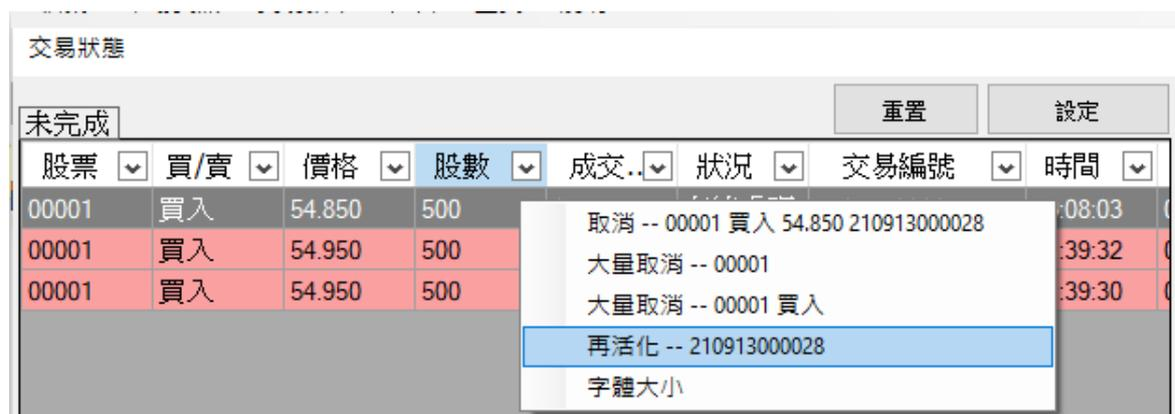 交易狀態
未完成 重置 設定
股票 買/賣 價格 股數 成交.. 狀況 交易編號 時間
00001 買入 54.850 500 :08:03
00001 買入 54.950 500 :39:32
00001 買入 54.950 500 :39:30
取消 -- 00001 買入 54.850 210913000028
大量取消 -- 00001
大量取消 -- 00001 買入
再活化 -- 210913000028
字體大小